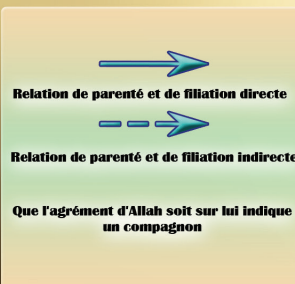 Relation de parenté et de filiation directe
Relation de parenté et de filiation indirecte
Que l'agrément d'Allah soit sur lui indique
un compagnon